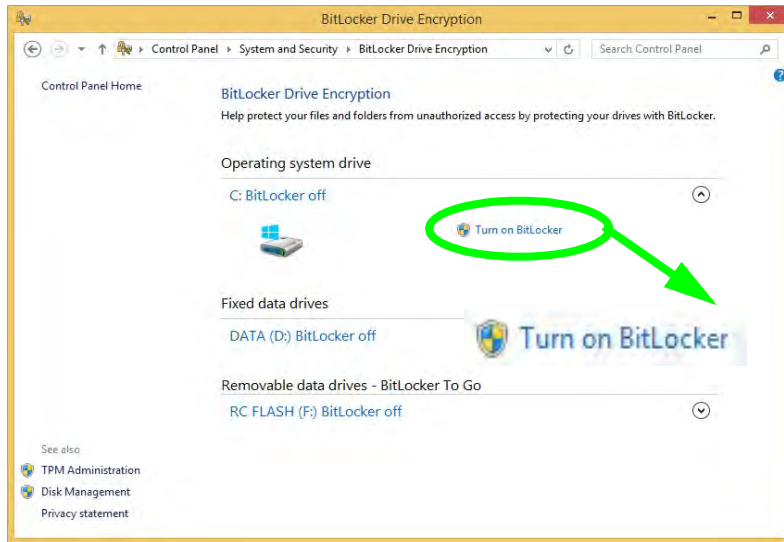 BitLocker Drive Encryption
Control Panel System and Security BitLocker Drive Encryption
Search Control Panel
Control Panel Home
BitLocker Drive Encryption
Help protect your files and folders from unauthorized access by protecting your drives with BitLocker.
Operating system drive
C: BitLocker off
Turn on BitLocker
Fixed data drives
DATA (D:) BitLocker off
Turn on BitLocker
Removable data drives - BitLocker To Go
RC FLASH (F:) BitLocker off
See also
TPM Administration
Disk Management
Privacy statement